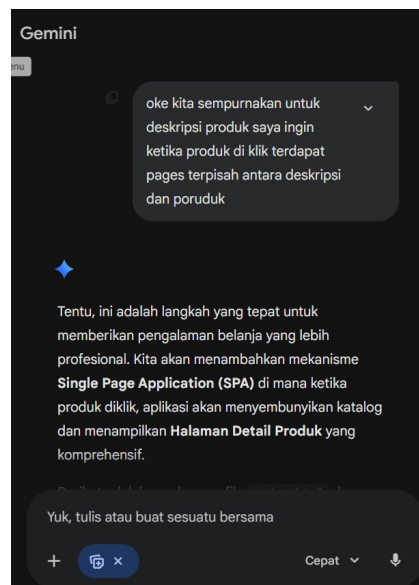 Gemini
enu
oke kita sempurnakan untuk
deskripsi produk saya ingin
ketika produk di klik terdapat
pages terpisah antara deskripsi
dan poruduk
Tentu, ini adalah langkah yang tepat untuk
memberikan pengalaman belanja yang lebih
profesional. Kita akan menambahkan mekanisme
Single Page Application (SPA) di mana ketika
produk diklik, aplikasi akan menyembunyikan katalog
dan menampilkan Halaman Detail Produk yang
komprehensif.
Yuk, tulis atau buat sesuatu bersama
Cepat